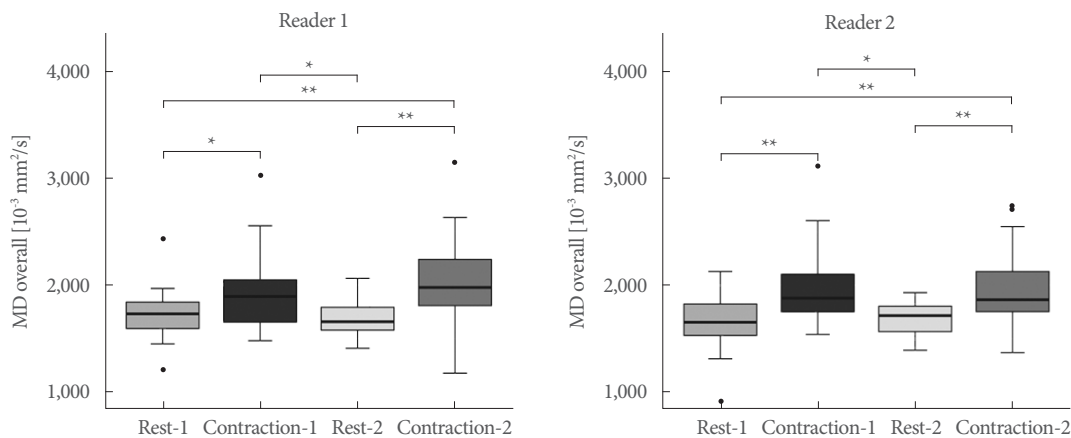 Reader 1
MD overall [10⁻³ mm²/s]
4,000
3,000
2,000
1,000
*
**
**
*
Rest-1 Contraction-1 Rest-2 Contraction-2
Reader 2
MD overall [10⁻³ mm²/s]
4,000
3,000
2,000
1,000
*
**
**
**
Rest-1 Contraction-1 Rest-2 Contraction-2